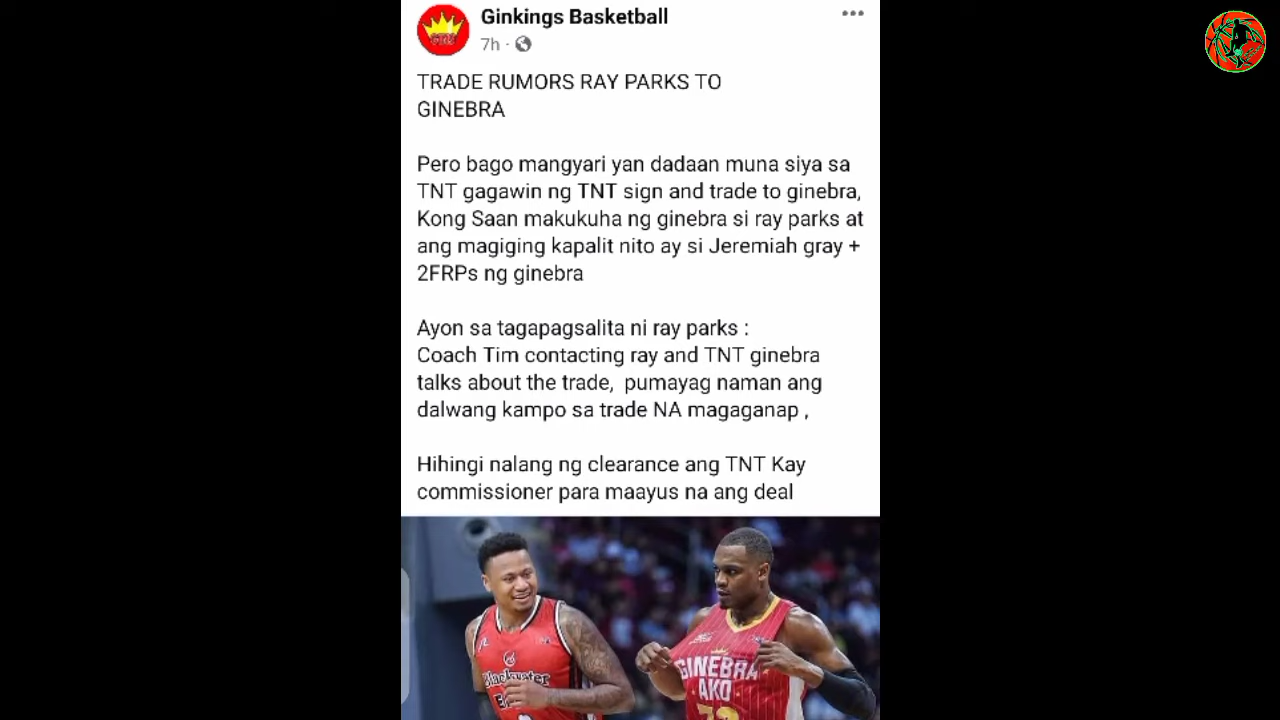 Ginkings Basketball
7h ·
TRADE RUMORS RAY PARKS TO
GINEBRA
Pero bago mangyari yan dadaan muna siya sa
TNT gagawin ng TNT sign and trade to ginebra,
Kong Saan makukuha ng ginebra si ray parks at
ang magiging kapalit nito ay si Jeremiah gray +
2FRPs ng ginebra
Ayon sa tagapagsalita ni ray parks :
Coach Tim contacting ray and TNT ginebra
talks about the trade, pumayag naman ang
dalwang kampo sa trade NA magaganap ,
Hihingi nalang ng clearance ang TNT Kay
commissioner para maayus na ang deal
Blackwater
GINEBRA
AKO